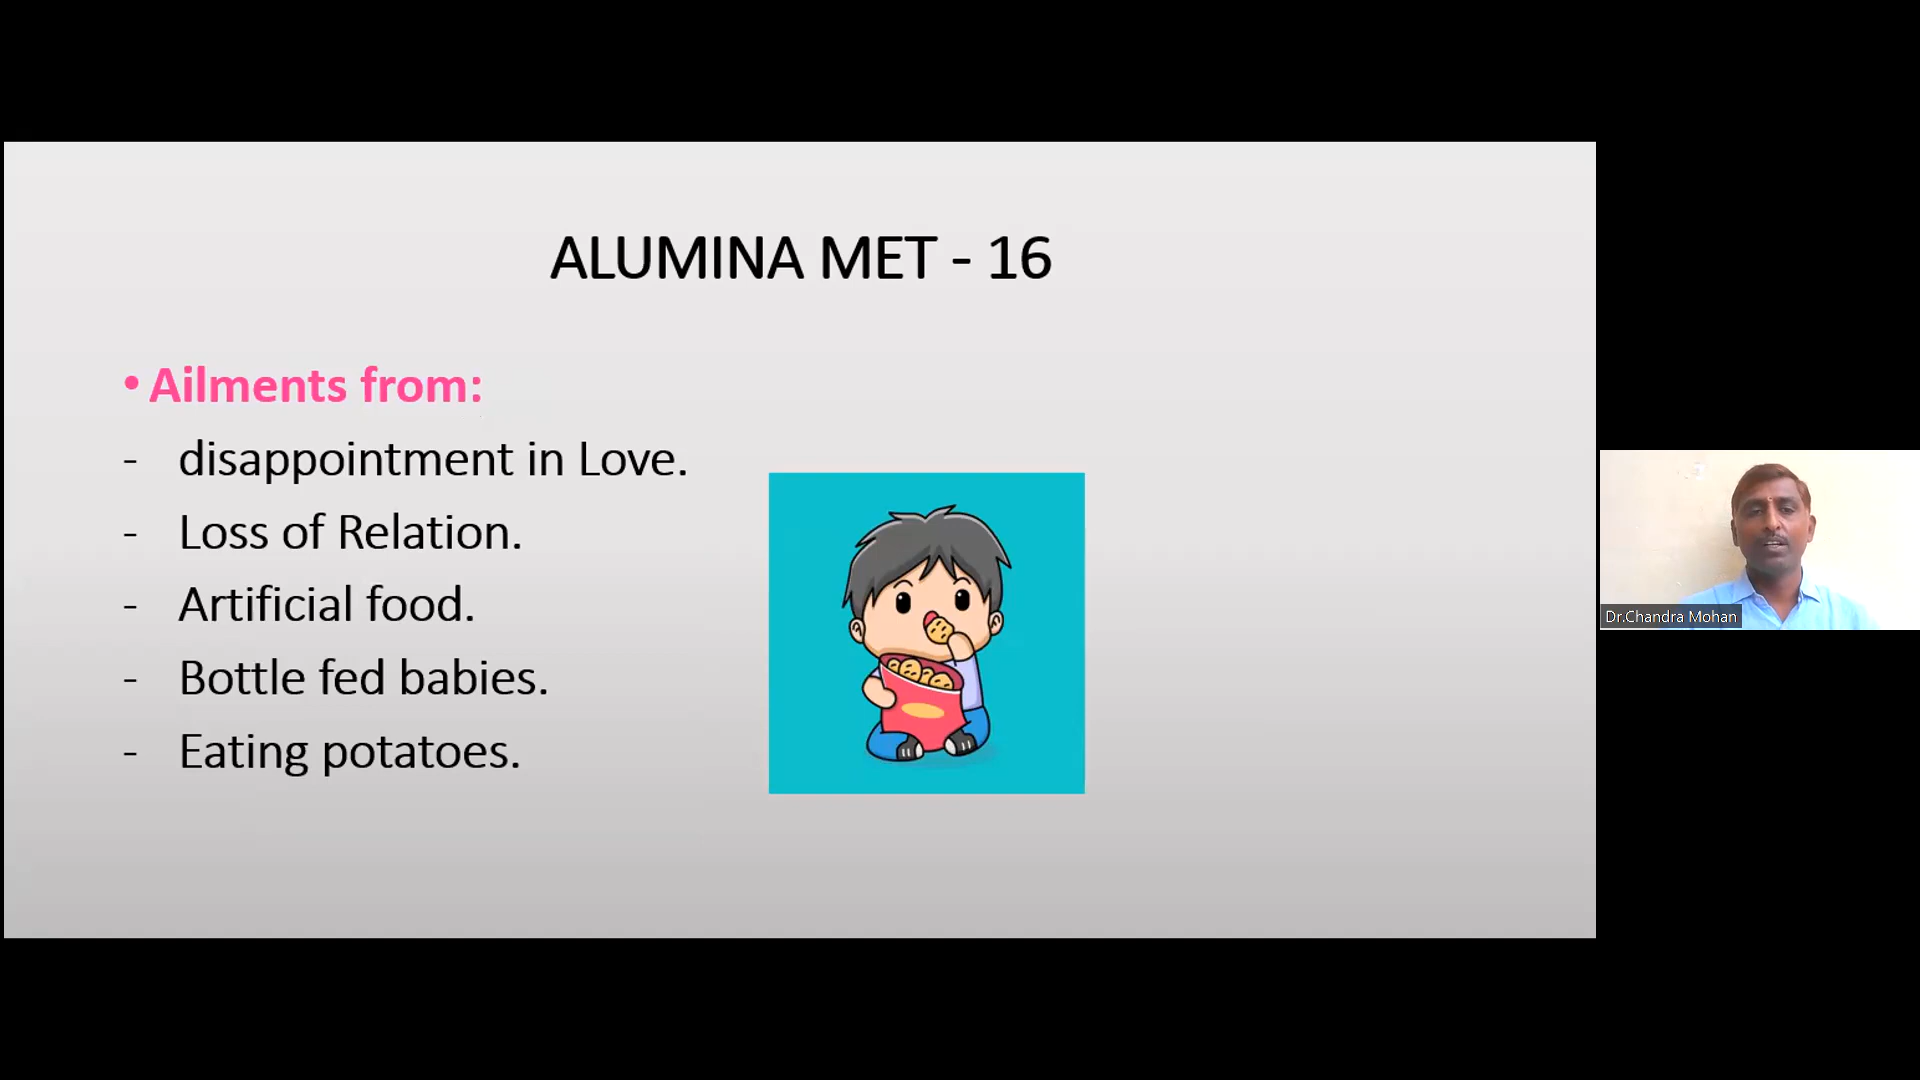 ALUMINA MET - 16
• Ailments from:
- disappointment in Love.
- Loss of Relation.
- Artificial food.
- Bottle fed babies.
- Eating potatoes.
Dr.Chandra Mohan